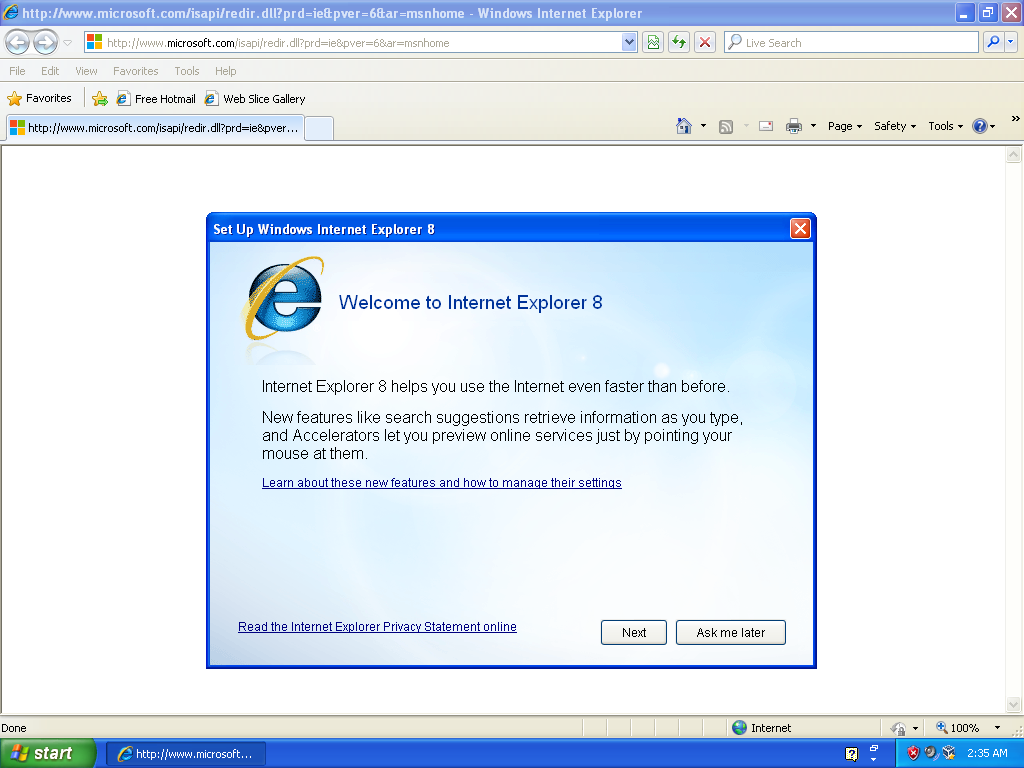 http://www.microsoft.com/isapi/redir.dll?prd=ie&pver=6&ar=msnhome - Windows Internet Explorer
http://www.microsoft.com/isapi/redir.dll?prd=ie&pver=6&ar=msnhome Live Search
File Edit View Favorites Tools Help
Favorites Free Hotmail Web Slice Gallery
http://www.microsoft.com/isapi/redir.dll?prd=ie&pver... Page Safety Tools
Set Up Windows Internet Explorer 8
Welcome to Internet Explorer 8
Internet Explorer 8 helps you use the Internet even faster than before.
New features like search suggestions retrieve information as you type,
and Accelerators let you preview online services just by pointing your
mouse at them.
Learn about these new features and how to manage their settings
Read the Internet Explorer Privacy Statement online Next Ask me later
Done Internet 100%
start http://www.microsoft... 2:35 AM